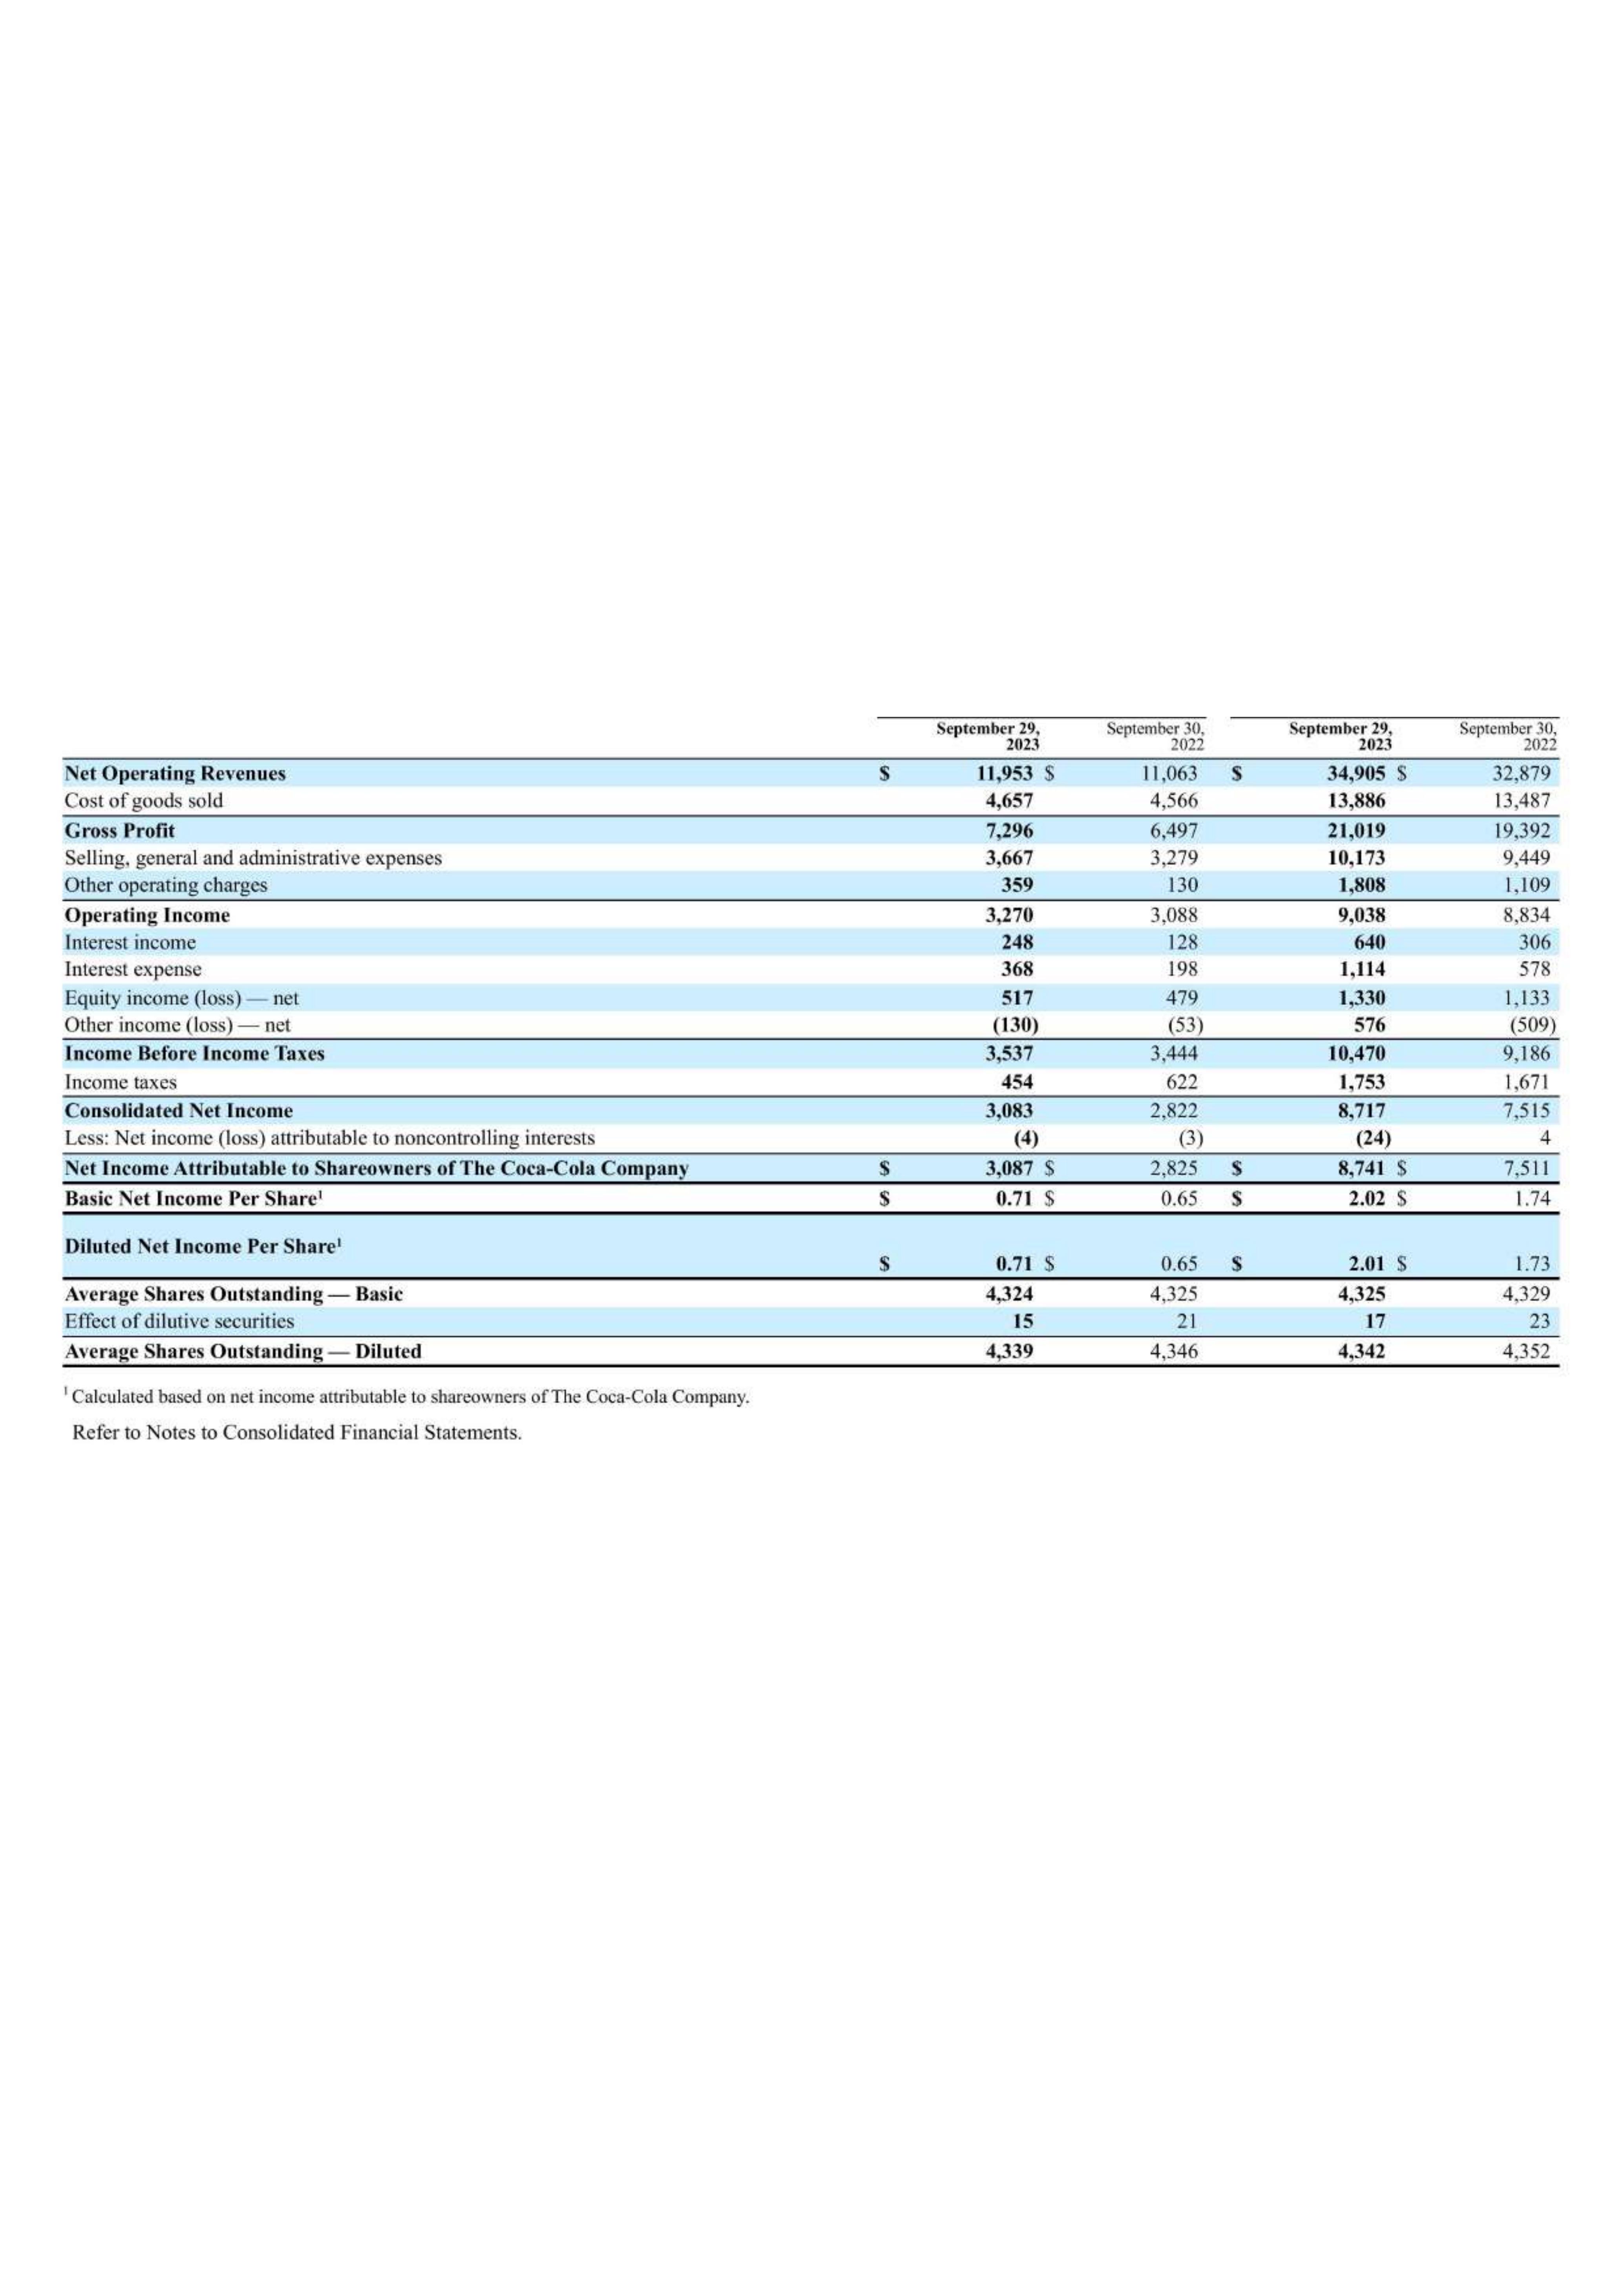 September 29, 2023 September 30, 2022 September 29, 2023 September 30, 2022
Net Operating Revenues $ 11,953 $ 11,063 $ 34,905 $ 32,879
Cost of goods sold 4,657 4,566 13,886 13,487
Gross Profit 7,296 6,497 21,019 19,392
Selling, general and administrative expenses 3,667 3,279 10,173 9,449
Other operating charges 359 130 1,808 1,109
Operating Income 3,270 3,088 9,038 8,834
Interest income 248 128 640 306
Interest expense 368 198 1,114 578
Equity income (loss) — net 517 479 1,330 1,133
Other income (loss) — net (130) (53) 576 (509)
Income Before Income Taxes 3,537 3,444 10,470 9,186
Income taxes 454 622 1,753 1,671
Consolidated Net Income 3,083 2,822 8,717 7,515
Less: Net income (loss) attributable to noncontrolling interests (4) (3) (24) 4
Net Income Attributable to Shareowners of The Coca-Cola Company $ 3,087 $ 2,825 $ 8,741 $ 7,511
Basic Net Income Per Share¹ $ 0.71 $ 0.65 $ 2.02 $ 1.74
Diluted Net Income Per Share¹ $ 0.71 $ 0.65 $ 2.01 $ 1.73
Average Shares Outstanding — Basic 4,324 4,325 4,325 4,329
Effect of dilutive securities 15 21 17 23
Average Shares Outstanding — Diluted 4,339 4,346 4,342 4,352
¹ Calculated based on net income attributable to shareowners of The Coca-Cola Company.
Refer to Notes to Consolidated Financial Statements.